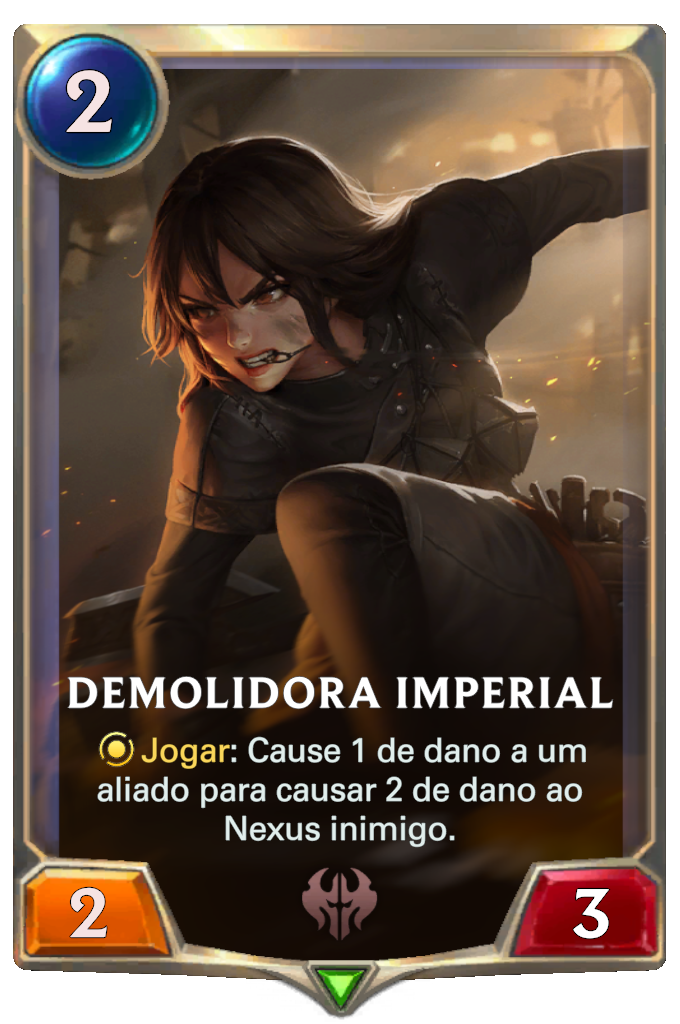 2
DEMOLIDORA IMPERIAL
Jogar: Cause 1 de dano a um
aliado para causar 2 de dano ao
Nexus inimigo.
2
3